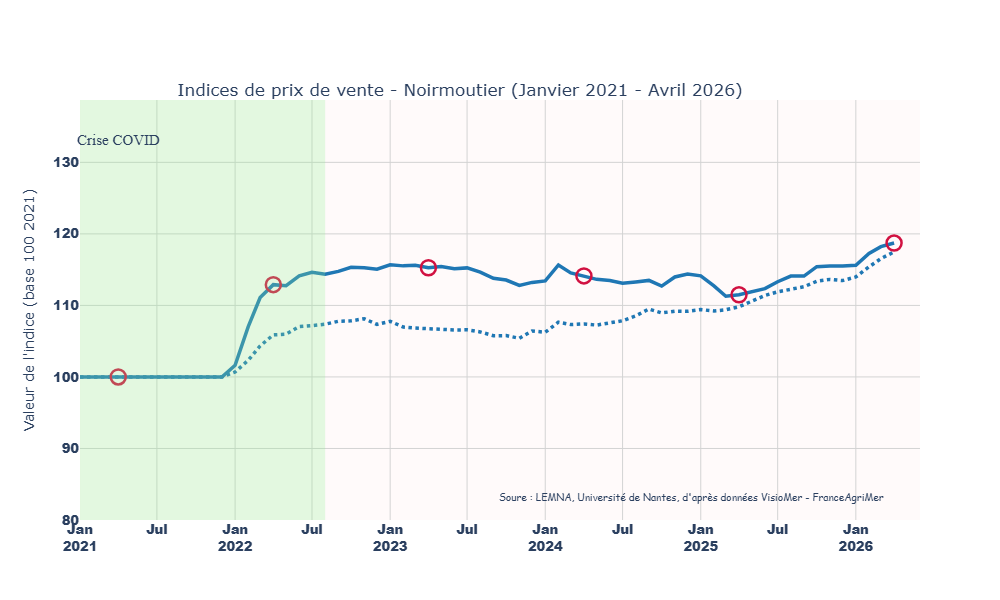 Indices de prix de vente - Noirmoutier (Janvier 2021 - Avril 2026)
Crise COVID
Valeur de l'indice (base 100 2021)
130
120
110
100
90
80
Soure : LEMNA, Université de Nantes, d'après données VisioMer - FranceAgriMer
Jan Jul Jan Jul Jan Jul Jan Jul Jan Jul Jan
2021 2022 2023 2024 2025 2026